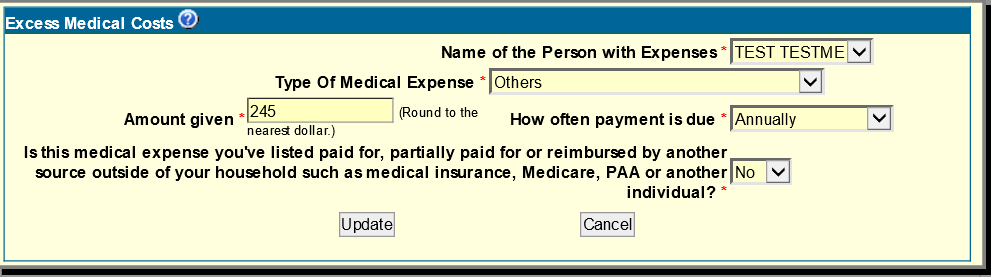 Excess Medical Costs ?
Name of the Person with Expenses * TEST TESTME
Type Of Medical Expense * Others
Amount given * 245 (Round to the nearest dollar.) How often payment is due * Annually
Is this medical expense you've listed paid for, partially paid for or reimbursed by another
source outside of your household such as medical insurance, Medicare, PAA or another
individual? * No
Update Cancel